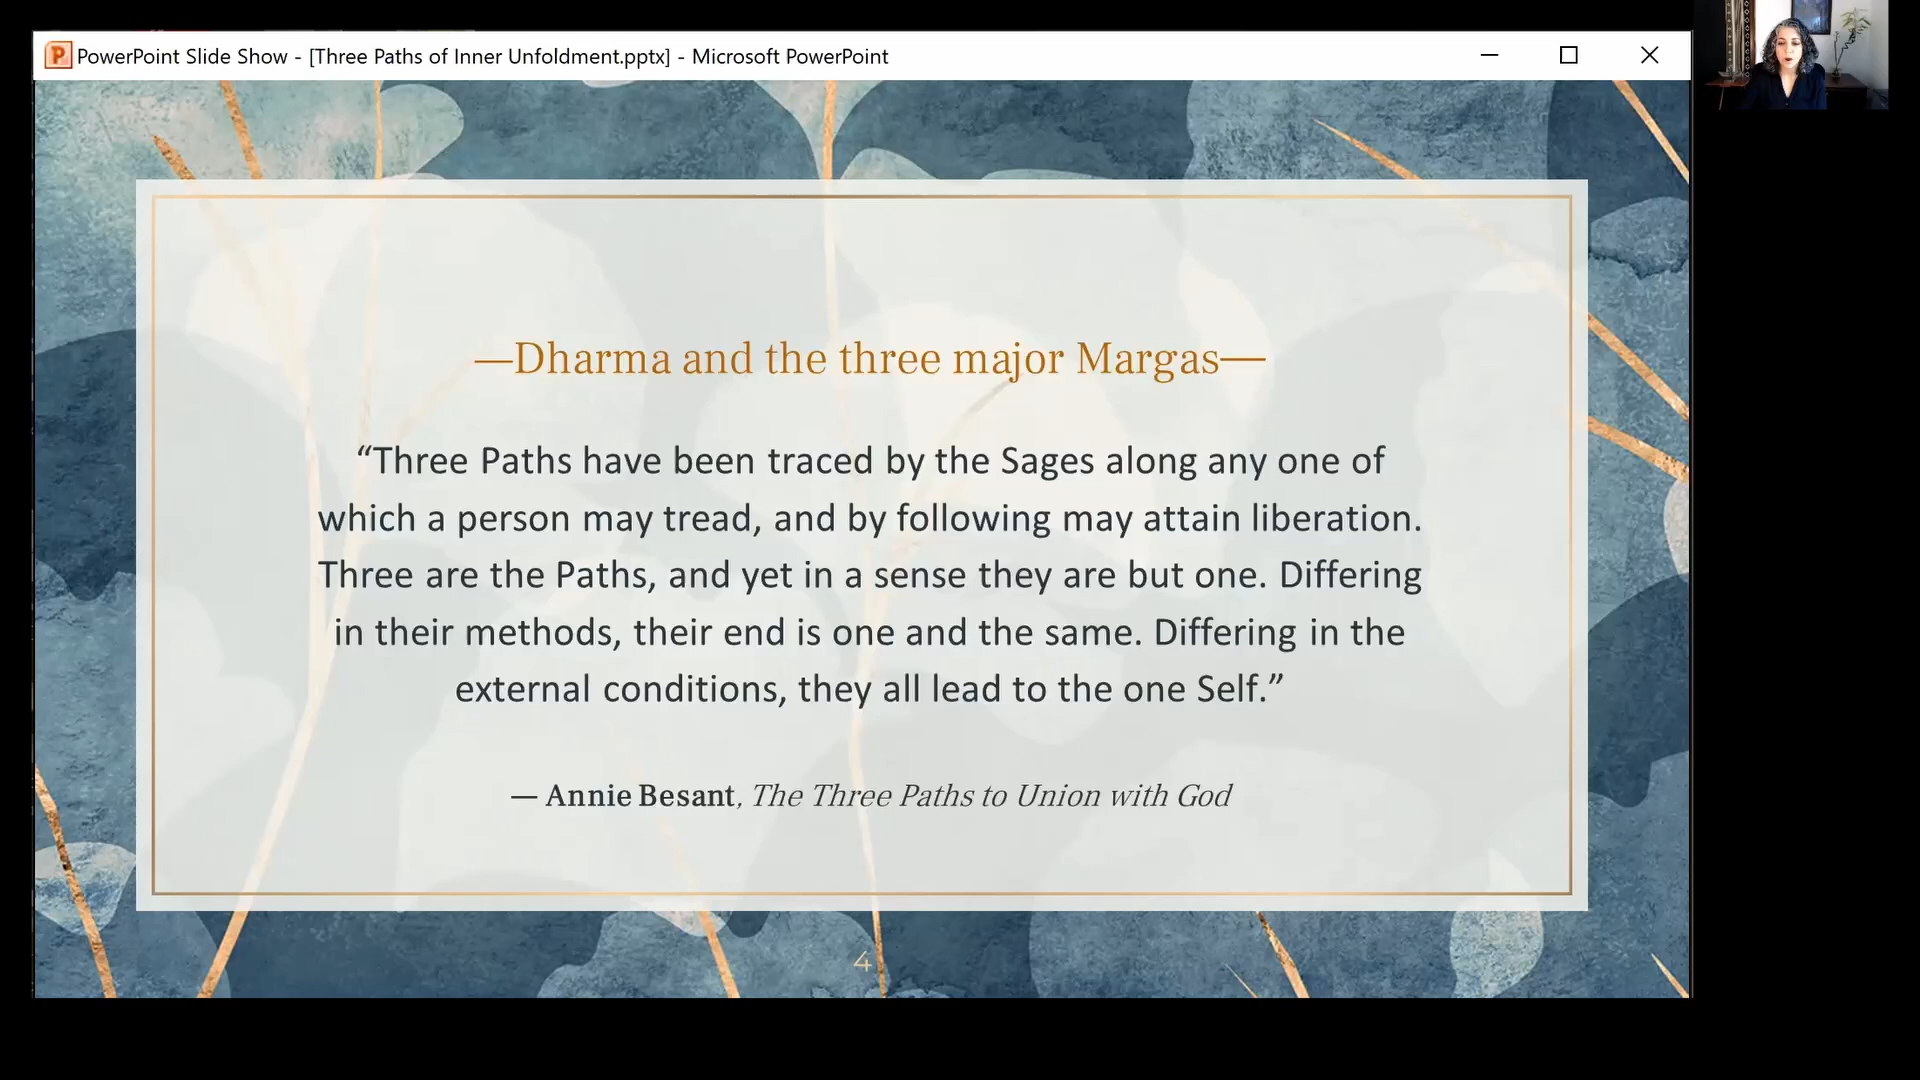 PowerPoint Slide Show - [Three Paths of Inner Unfoldment.pptx] - Microsoft PowerPoint
—Dharma and the three major Margas—
“Three Paths have been traced by the Sages along any one of
which a person may tread, and by following may attain liberation.
Three are the Paths, and yet in a sense they are but one. Differing
in their methods, their end is one and the same. Differing in the
external conditions, they all lead to the one Self.”
— Annie Besant, The Three Paths to Union with God
4